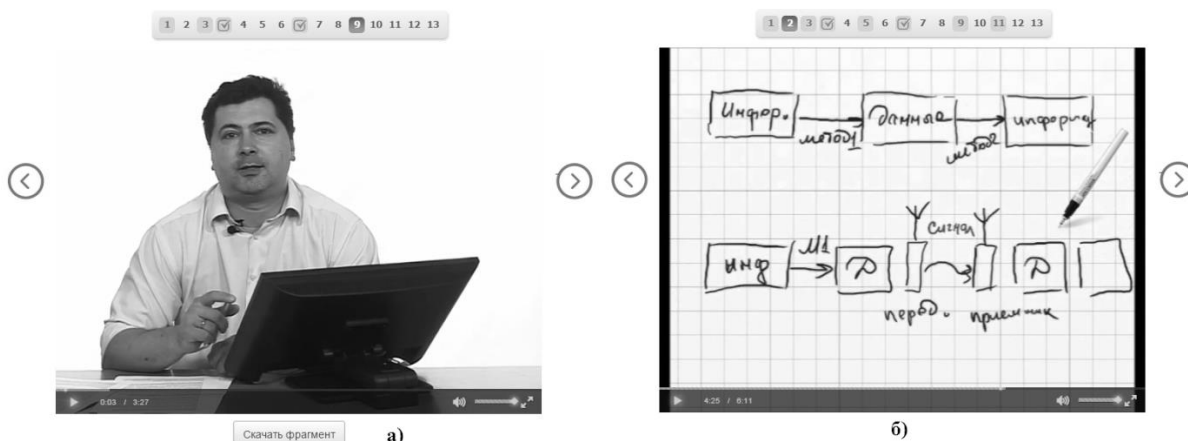 1 2 3 4 5 6 7 8 9 10 11 12 13
0:03 / 3:27
Скачать фрагмент
а)
1 2 3 4 5 6 7 8 9 10 11 12 13
Инфор. Данные информ
метод1 метод2
Сигнал
М1
инф Д Д
перед. приемник
4:25 / 6:11
б)